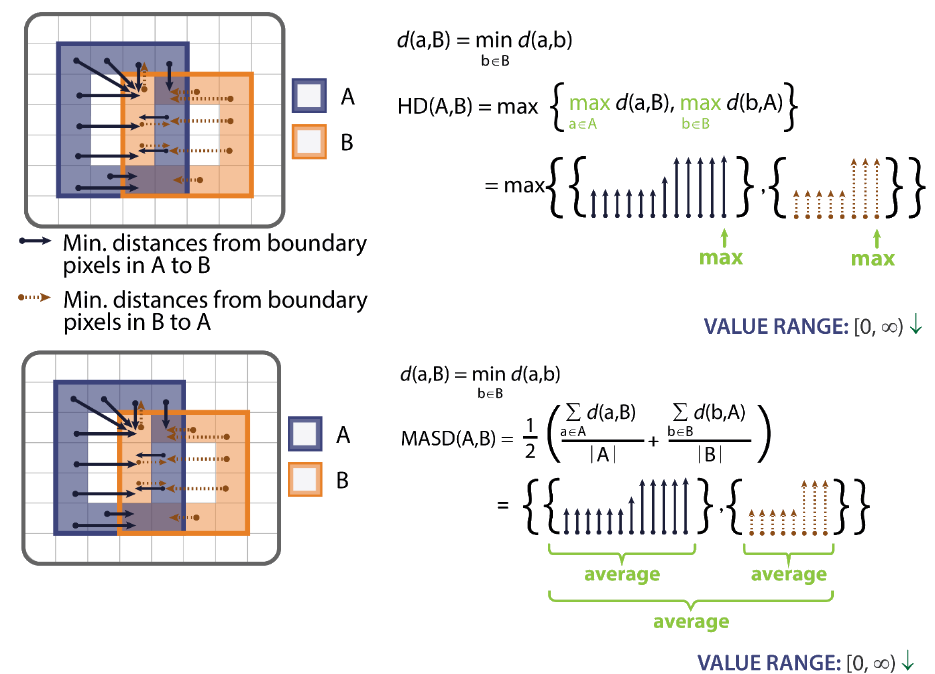 A
B
Min. distances from boundary
pixels in A to B
Min. distances from boundary
pixels in B to A
d(a,B) = min d(a,b)
b∈B
HD(A,B) = max { max d(a,B), max d(b,A) }
a∈A b∈B
= max{ { } , { } }
max max
VALUE RANGE: [0, ∞) ↓
A
B
d(a,B) = min d(a,b)
b∈B
MASD(A,B) = 1/2 ( ∑ d(a,B) / |A| + ∑ d(b,A) / |B| )
a∈A b∈B
= { { } , { } }
average average
average
VALUE RANGE: [0, ∞) ↓